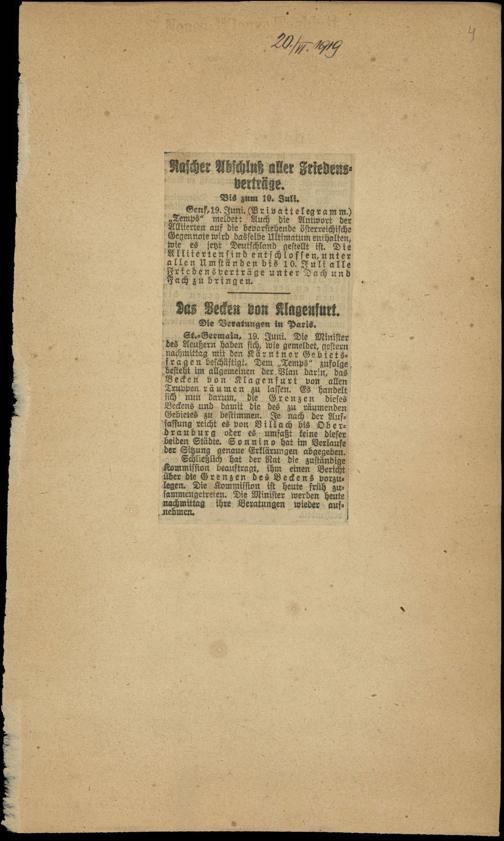 20./VI. 1919
4
Rascher Abschluß aller Friedens-
verträge.
Bis zum 10. Juli.
Genf, 19. Juni. (Privattelegramm.)
„Temps" meldet: Auch die Antwort der
Alliierten auf die bevorstehende österreichische
Gegennote wird dasselbe Ultimatum enthalten,
wie es jetzt Deutschland gestellt ist. Die
Alliierten sind entschlossen, unter
allen Umständen bis 10. Juli alle
Friedensverträge unter Dach und
Fach zu bringen.
Das Becken von Klagenfurt.
Die Beratungen in Paris.
St.-Germain, 19. Juni. Die Minister
des Aeußern haben sich, wie gemeldet, gestern
nachmittag mit den Kärntner Gebiets-
fragen beschäftigt. Dem „Temps" zufolge
besteht im allgemeinen der Plan darin, das
Becken von Klagenfurt von allen
Truppen räumen zu lassen. Es handelt
sich nun darum, die Grenzen dieses
Beckens und damit die des zu räumenden
Gebietes zu bestimmen. Je nach der Auf-
fassung reicht es von Villach bis Ober-
drauburg oder es umfaßt keine dieser
beiden Städte. Sonnino hat im Verlaufe
der Sitzung genaue Erklärungen abgegeben.
Schließlich hat der Rat die zuständige
Kommission beauftragt, ihm einen Bericht
über die Grenzen des Beckens vorzu-
legen. Die Kommission ist heute früh zu-
sammengetreten. Die Minister werden heute
nachmittag ihre Beratungen wieder auf-
nehmen.